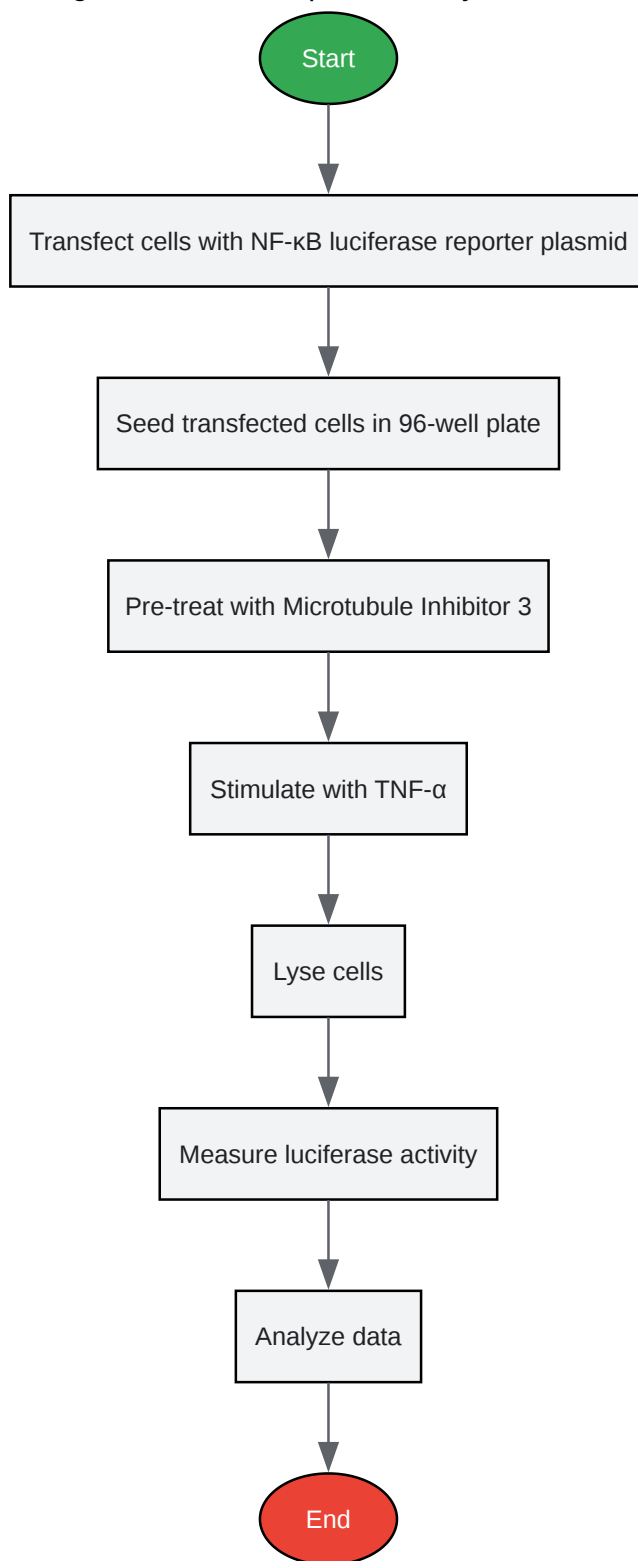 Start
Transfect cells with NF-κB luciferase reporter plasmid
Seed transfected cells in 96-well plate
Pre-treat with Microtubule Inhibitor 3
Stimulate with TNF-α
Lyse cells
Measure luciferase activity
Analyze data
End